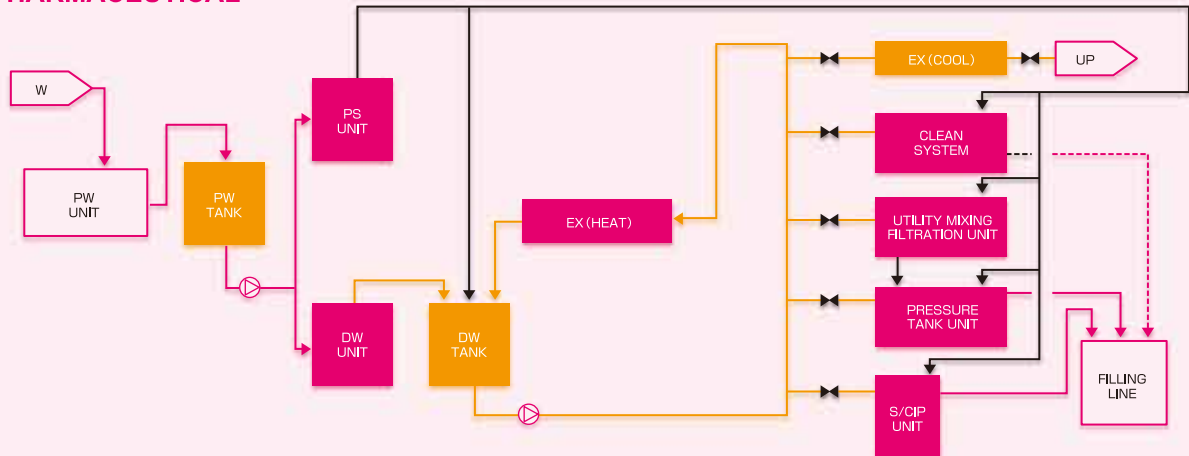 W
PW
UNIT
PW
TANK
PS
UNIT
DW
UNIT
DW
TANK
EX (HEAT)
EX (COOL)
UP
CLEAN
SYSTEM
UTILITY MIXING
FILTRATION UNIT
PRESSURE
TANK UNIT
S/CIP
UNIT
FILLING
LINE